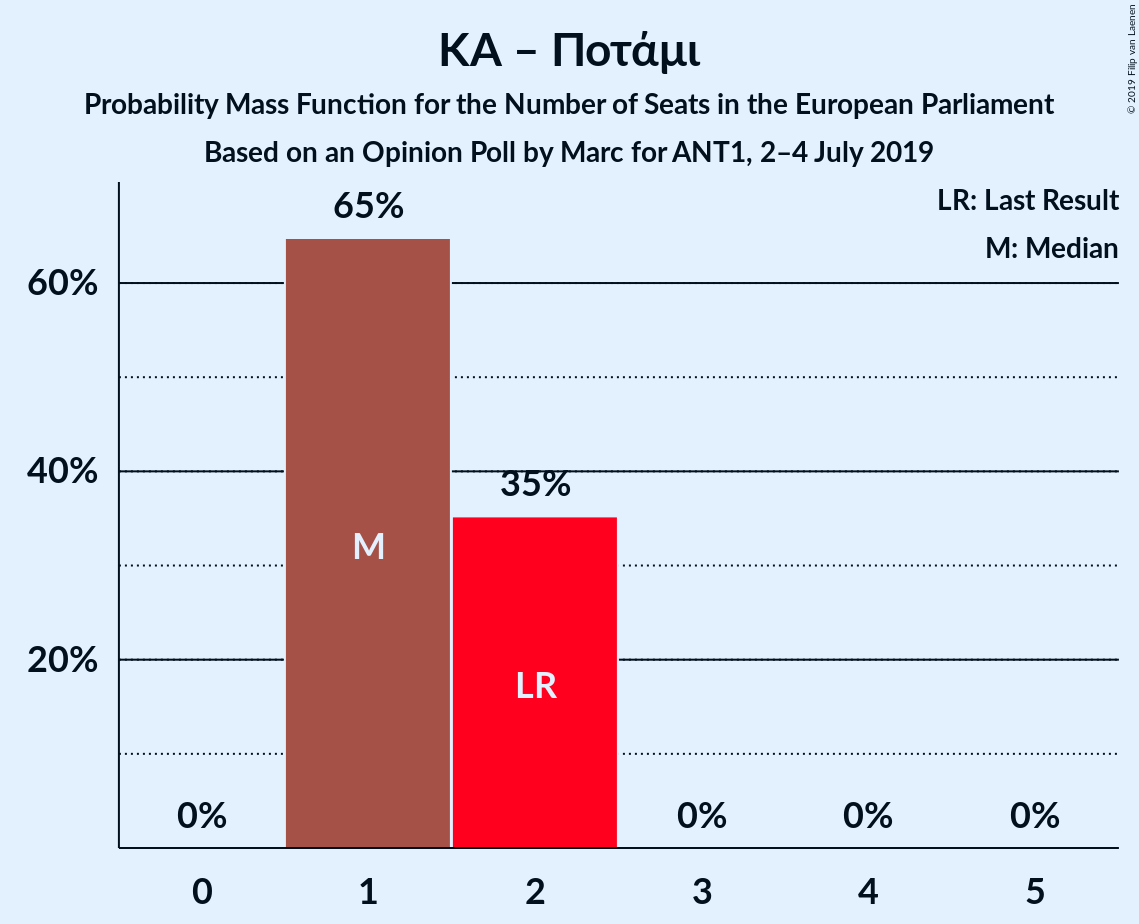 ΚΑ – Ποτάμι
Probability Mass Function for the Number of Seats in the European Parliament
Based on an Opinion Poll by Marc for ANT1, 2–4 July 2019
© 2019 Filip van Laenen
LR: Last Result
M: Median
65%
60%
40%
35%
20%
M
LR
0%
0%
0%
0%
0
1
2
3
4
5